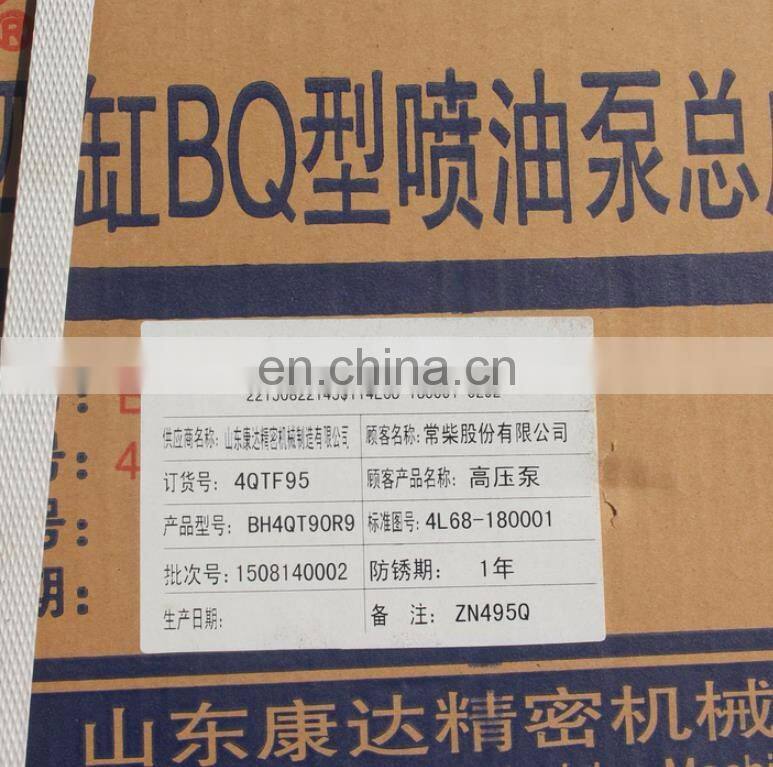 ®
缸BQ型喷油泵总
en.china.cn
供应商名称: 山东康达精密机械制造有限公司 顾客名称: 常柴股份有限公司
订货号: 4QTF95 顾客产品名称: 高压泵
号: 4
产品型号: BH4QT90R9 标准图号: 4L68-180001
号:
批次号: 1508140002 防锈期: 1年
期:
生产日期: 备 注: ZN495Q
山东康达精密机械